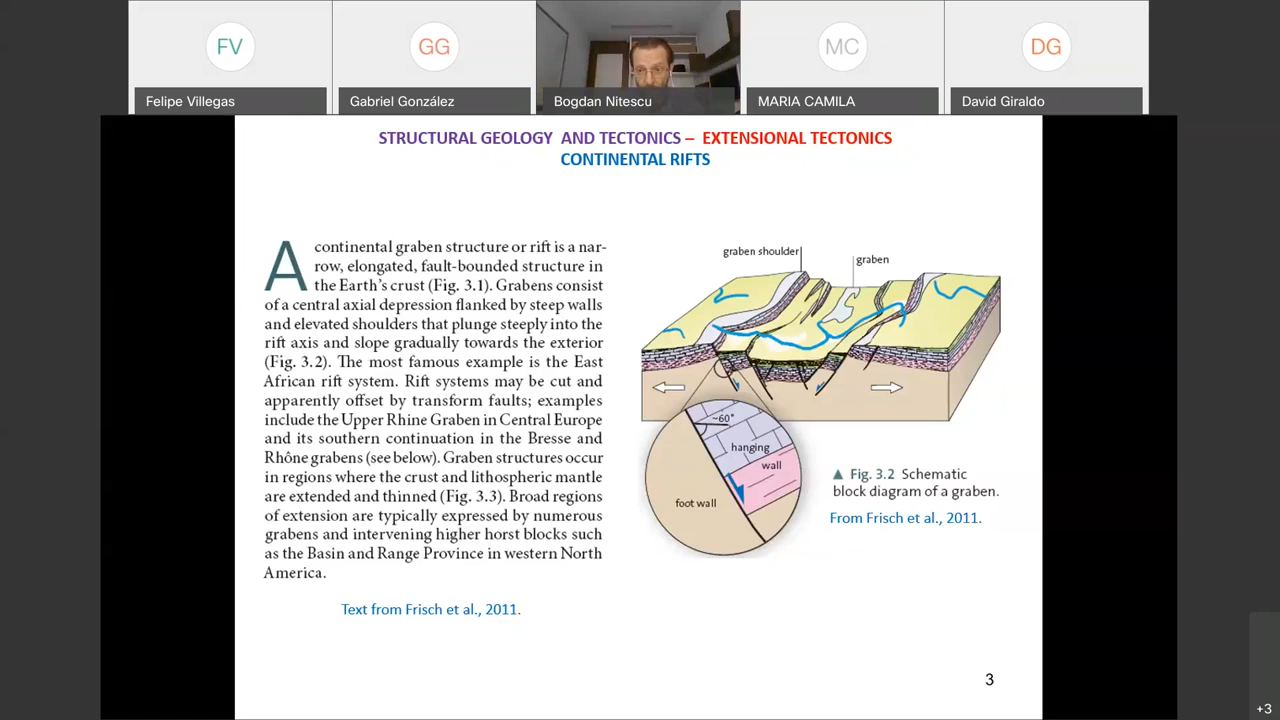 FV
GG
MC
DG
Felipe Villegas
Gabriel González
Bogdan Nitescu
MARIA CAMILA
David Giraldo
STRUCTURAL GEOLOGY AND TECTONICS – EXTENSIONAL TECTONICS
CONTINENTAL RIFTS
A continental graben structure or rift is a nar-
row, elongated, fault-bounded structure in
the Earth's crust (Fig. 3.1). Grabens consist
of a central axial depression flanked by steep walls
and elevated shoulders that plunge steeply into the
rift axis and slope gradually towards the exterior
(Fig. 3.2). The most famous example is the East
African rift system. Rift systems may be cut and
apparently offset by transform faults; examples
include the Upper Rhine Graben in Central Europe
and its southern continuation in the Bresse and
Rhône grabens (see below). Graben structures occur
in regions where the crust and lithospheric mantle
are extended and thinned (Fig. 3.3). Broad regions
of extension are typically expressed by numerous
grabens and intervening higher horst blocks such
as the Basin and Range Province in western North
America.
Text from Frisch et al., 2011.
graben shoulder
graben
~60°
hanging
wall
foot wall
▲ Fig. 3.2 Schematic
block diagram of a graben.
From Frisch et al., 2011.
3
+3